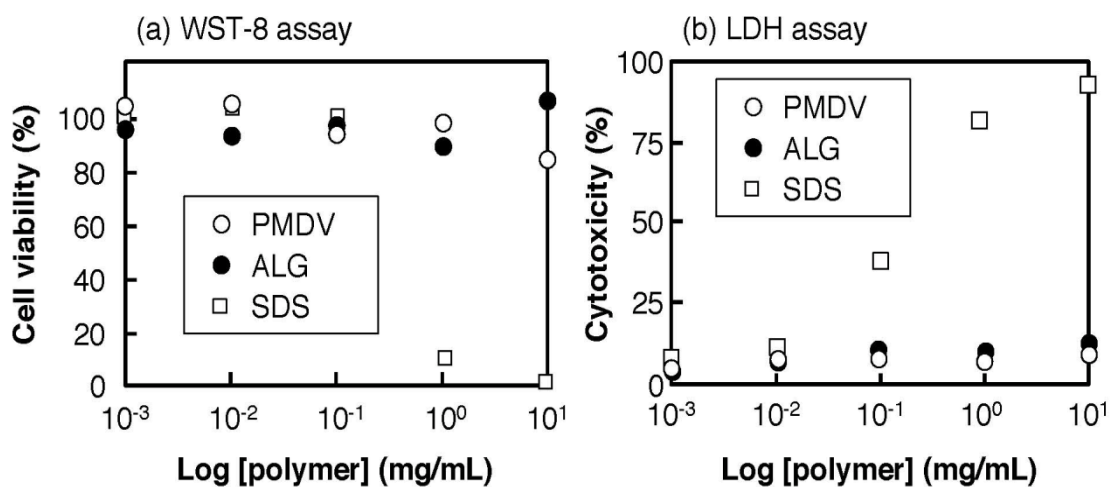 (a) WST-8 assay
Cell viability (%)
100
80
60
40
20
0
PMDV
ALG
SDS
10⁻³ 10⁻² 10⁻¹ 10⁰ 10¹
Log [polymer] (mg/mL)
(b) LDH assay
Cytotoxicity (%)
100
75
50
25
0
PMDV
ALG
SDS
10⁻³ 10⁻² 10⁻¹ 10⁰ 10¹
Log [polymer] (mg/mL)